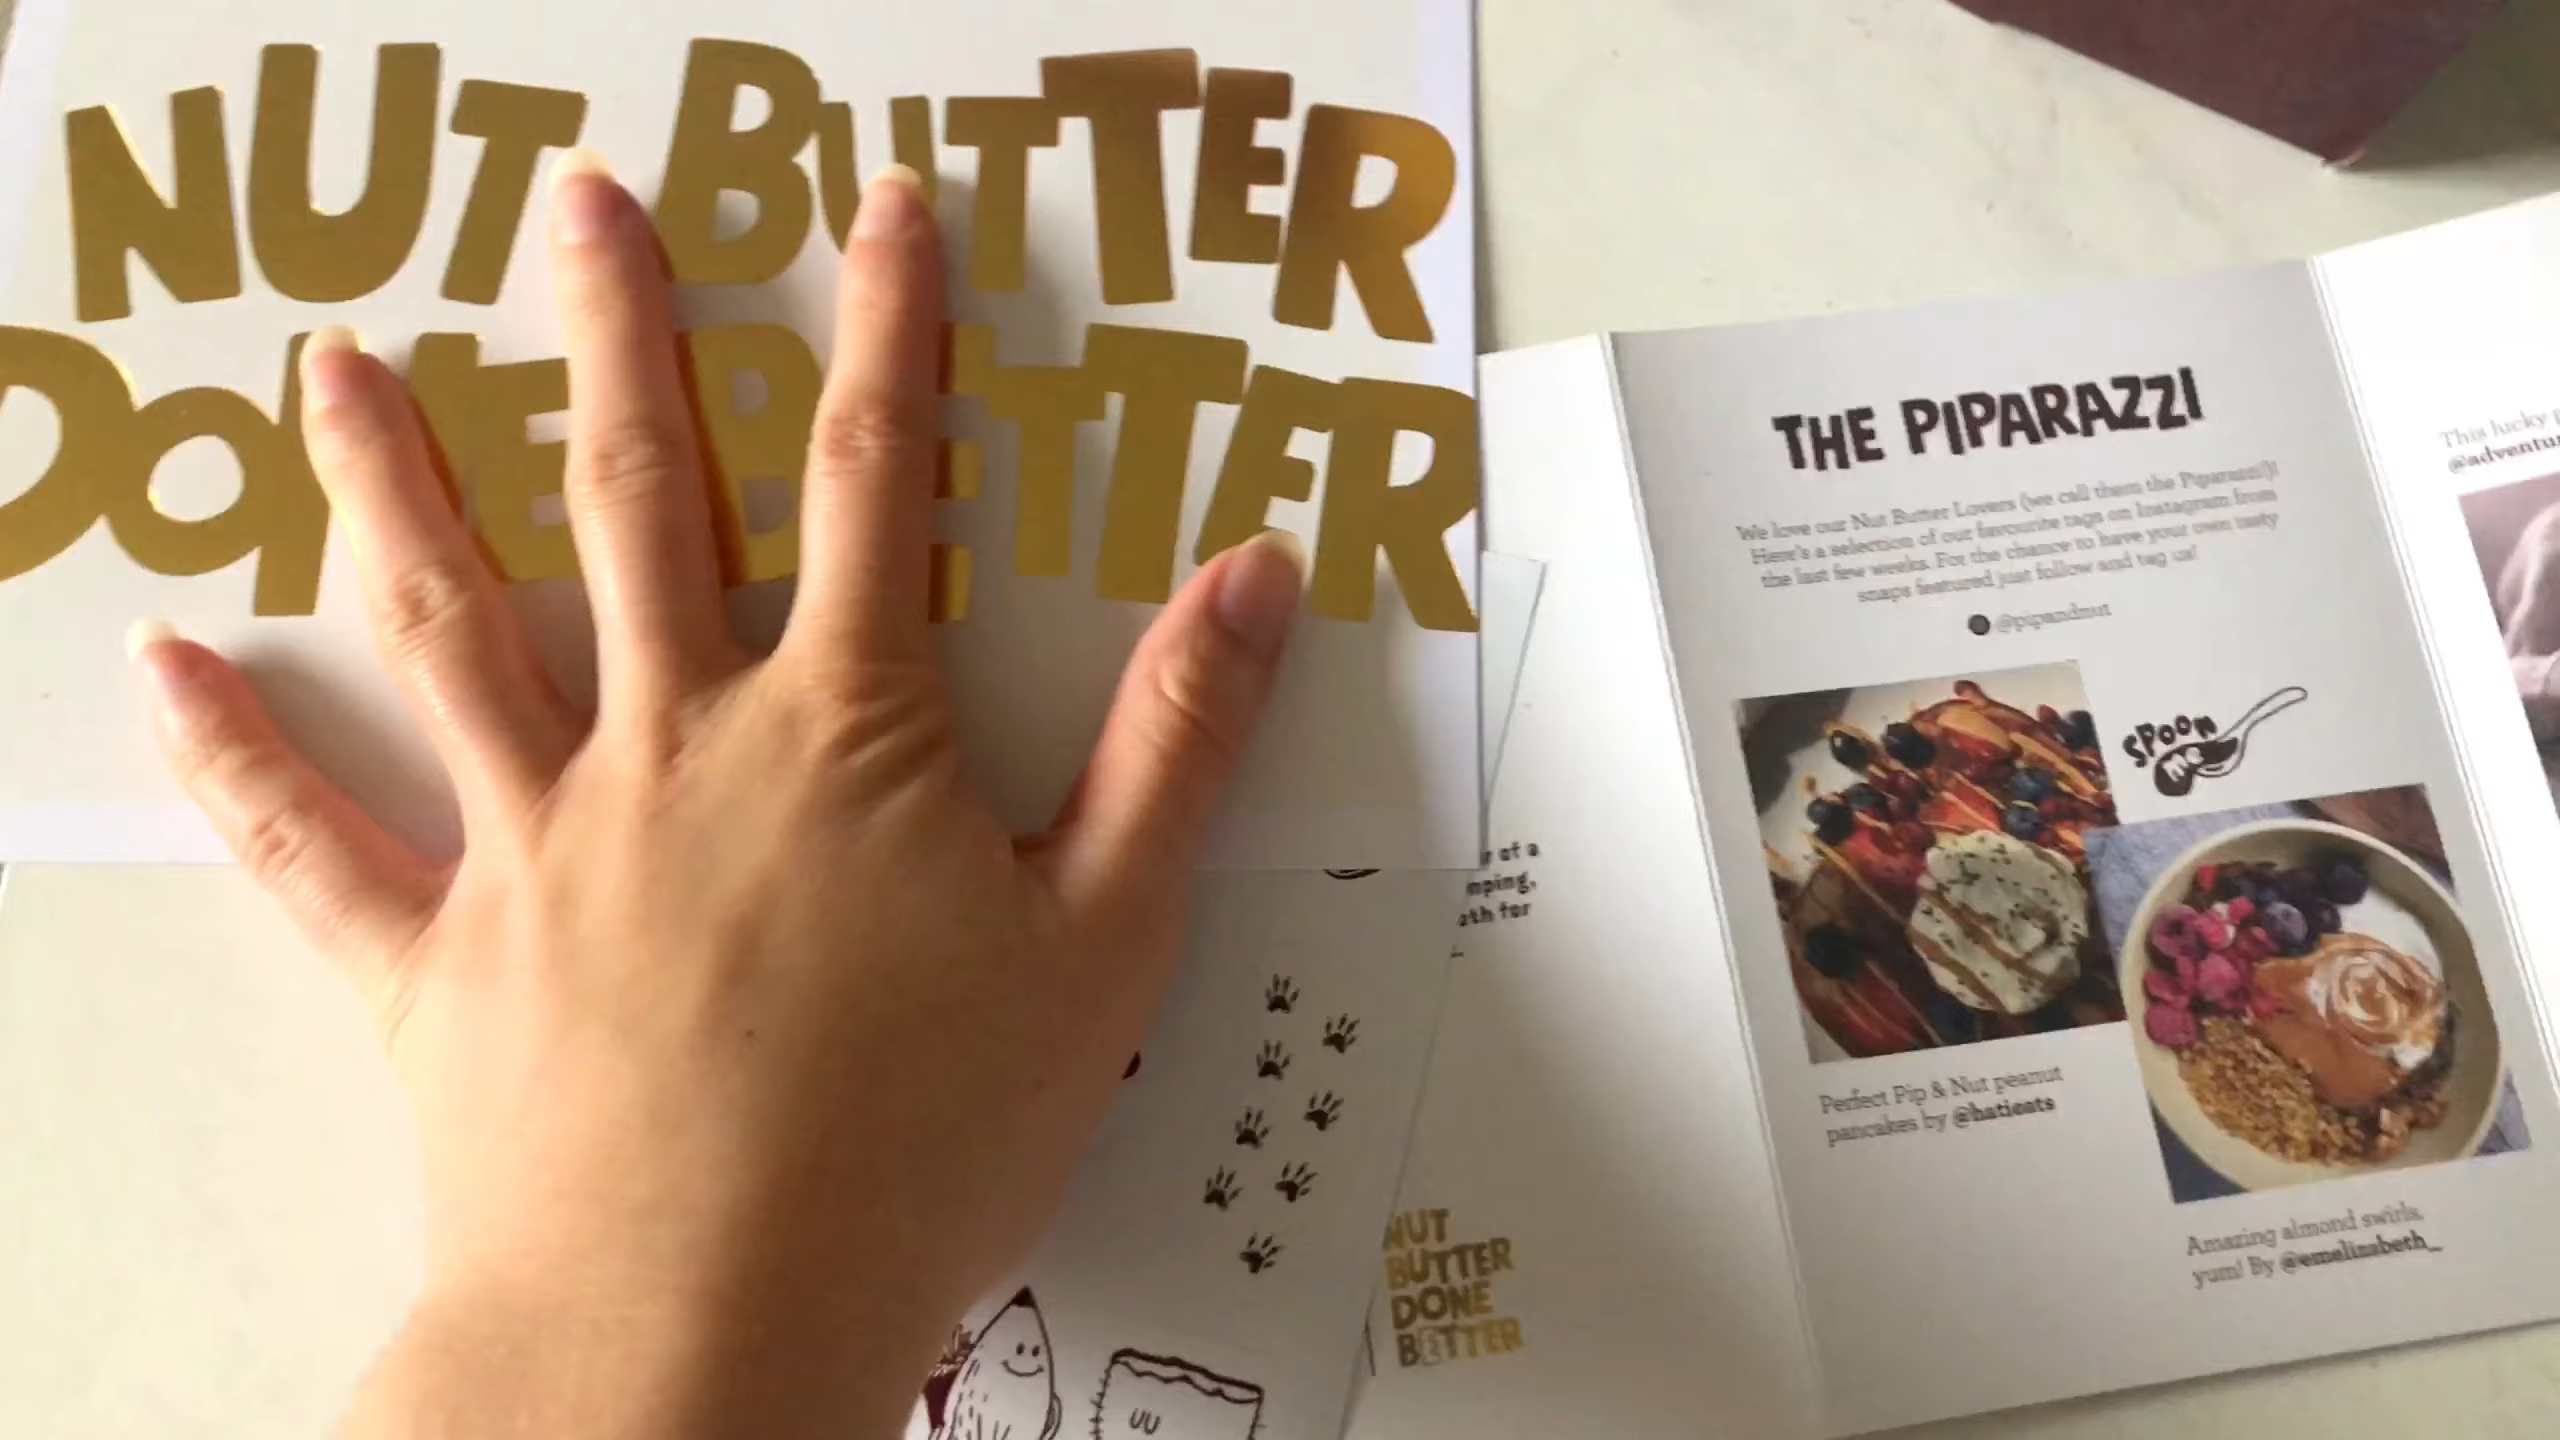 NUT BUTTER
DONE BETTER
THE PIPARAZZI
We love our Nut Butter Lovers (we call them the Piparazzi)!
Here's a selection of our favourite tags on Instagram from
the last few weeks. For the chance to have your own tasty
snaps featured just follow and tag us!
@pipandnut
SPOON
ME
Perfect Pip & Nut peanut
pancakes by @hatieats
Amazing almond swirls,
yum! By @emelizabeth_
This lucky
of a
for
NUT
BUTTER
DONE
BETTER